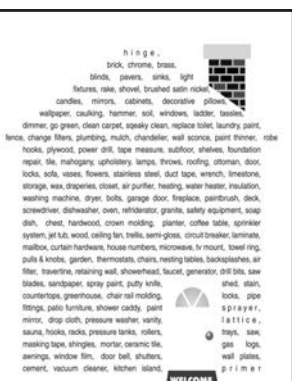 hinge,
brick, chrome, brass,
blinds, pavers, sinks, light
fixtures, rake, shovel, brushed satin nickel,
candles, mirrors, cabinets, decorative pillows,
wallpaper, caulking, hammer, soil, windows, ladder, tassles,
dimmer, go green, clean carpet, sqeaky clean, replace toilet, laundry, paint,
fence, change filters, plumbing, mulch, chandelier, wall sconce, paint thinner, robe
hooks, plywood, power drill, tape measure, subfloor, shelves, foundation
repair, tile, mahogany, upholstery, lamps, throws, roofing, ottoman, door,
locks, sofa, vases, flowers, stainless steel, duct tape, wrench, limestone,
storage, wax, draperies, closet, air purifier, heating, water heater, insulation,
washing machine, dryer, bolts, garage door, fireplace, paintbrush, deck,
screwdriver, dishwasher, oven, refriderator, granite, safety equipment, soap
dish, chest, hardwood, crown molding, planter, coffee table, sprinkler
system, jet tub, wood, ceiling fan, trellis, semi-gloss, circuit breaker, laminate,
mailbox, curtain hardware, house numbers, microwave, tv mount, towel ring,
pulls & knobs, garden, thermostats, chairs, nesting tables, backsplashes, air
filter, travertine, retaining wall, showerhead, faucet, generator, drill bits, saw
blades, sandpaper, spray paint, putty knife, shed, stain,
countertops, greenhouse, chair rail molding, locks, pipe
fittings, patio furniture, shower caddy, paint sprayer,
mirror, drop cloth, pressure washer, vanity, lattice,
sauna, hooks, racks, pressure tanks, rollers, trays, saw,
masking tape, shingles, mortar, ceramic tile, gas logs,
awnings, window film, door bell, shutters, wall plates,
cement, vacuum cleaner, kitchen island, primer
WELCOME